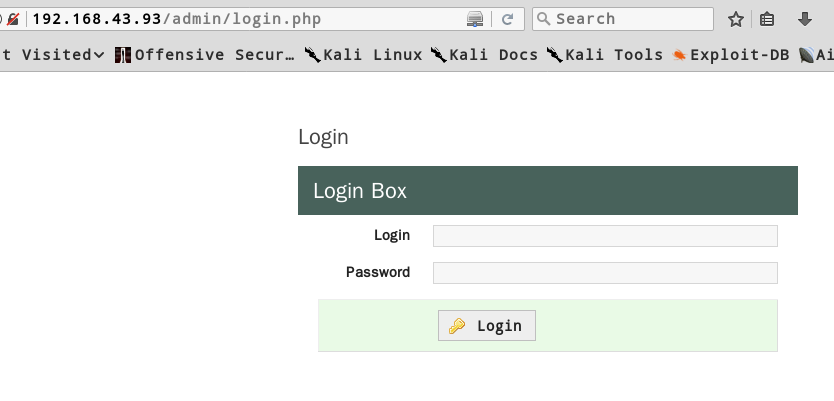 192.168.43.93/admin/login.php Search
t Visited Offensive Secur… Kali Linux Kali Docs Kali Tools Exploit-DB Ai
Login
Login Box
Login
Password
Login